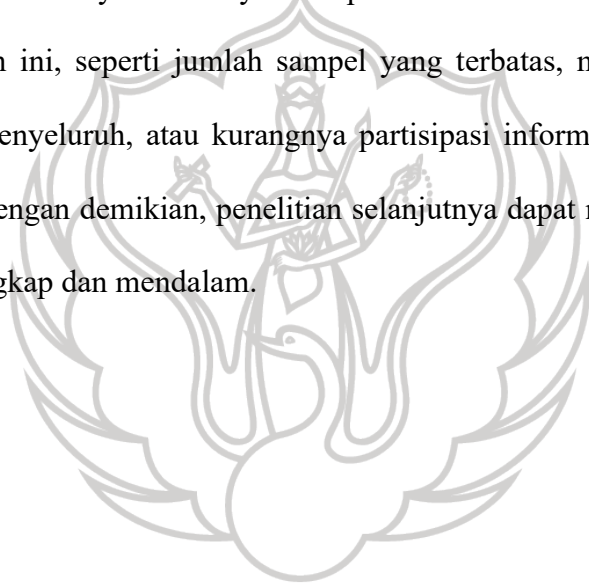 n ini, seperti jumlah sampel yang terbatas, n
enyeluruh, atau kurangnya partisipasi inform
engan demikian, penelitian selanjutnya dapat n
gkap dan mendalam.